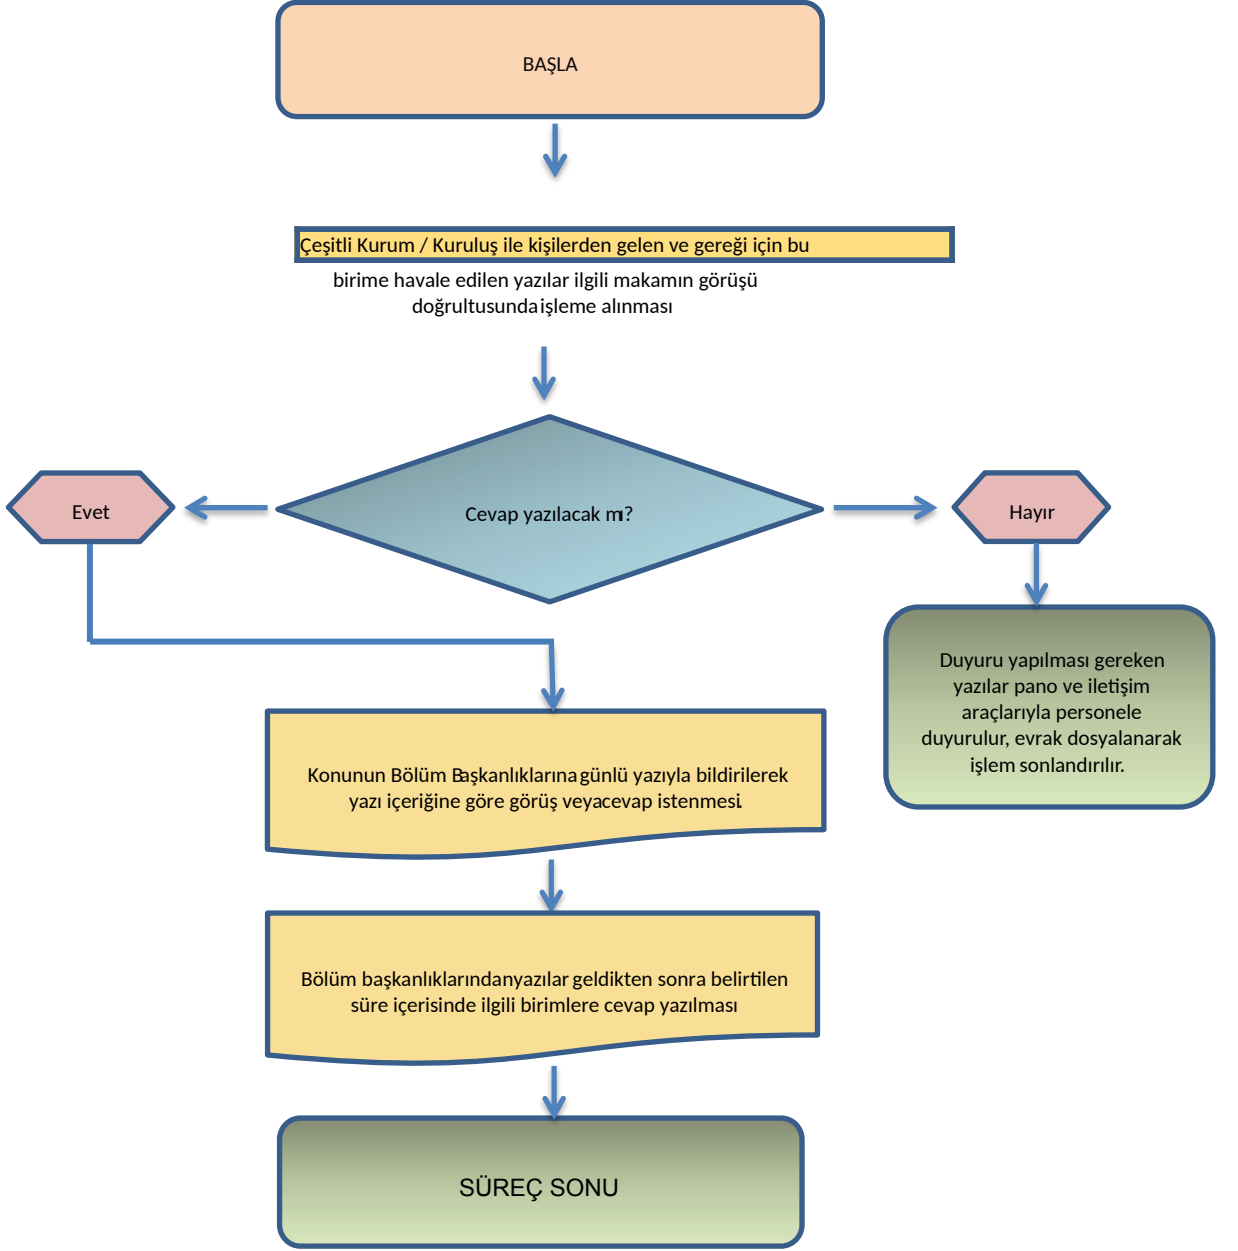 BAŞLA
Çeşitli Kurum / Kuruluş ile kişilerden gelen ve gereği için bu
birime havale edilen yazılar ilgili makamın görüşü
doğrultusunda işleme alınması
Cevap yazılacak mı?
Evet
Hayır
Duyuru yapılması gereken
yazılar pano ve iletişim
araçlarıyla personele
duyurulur, evrak dosyalanarak
işlem sonlandırılır.
Konunun Bölüm Başkanlıklarına günlü yazıyla bildirilerek
yazı içeriğine göre görüş veya cevap istenmesi.
Bölüm başkanlıklarından yazılar geldikten sonra belirtilen
süre içerisinde ilgili birimlere cevap yazılması
SÜREÇ SONU